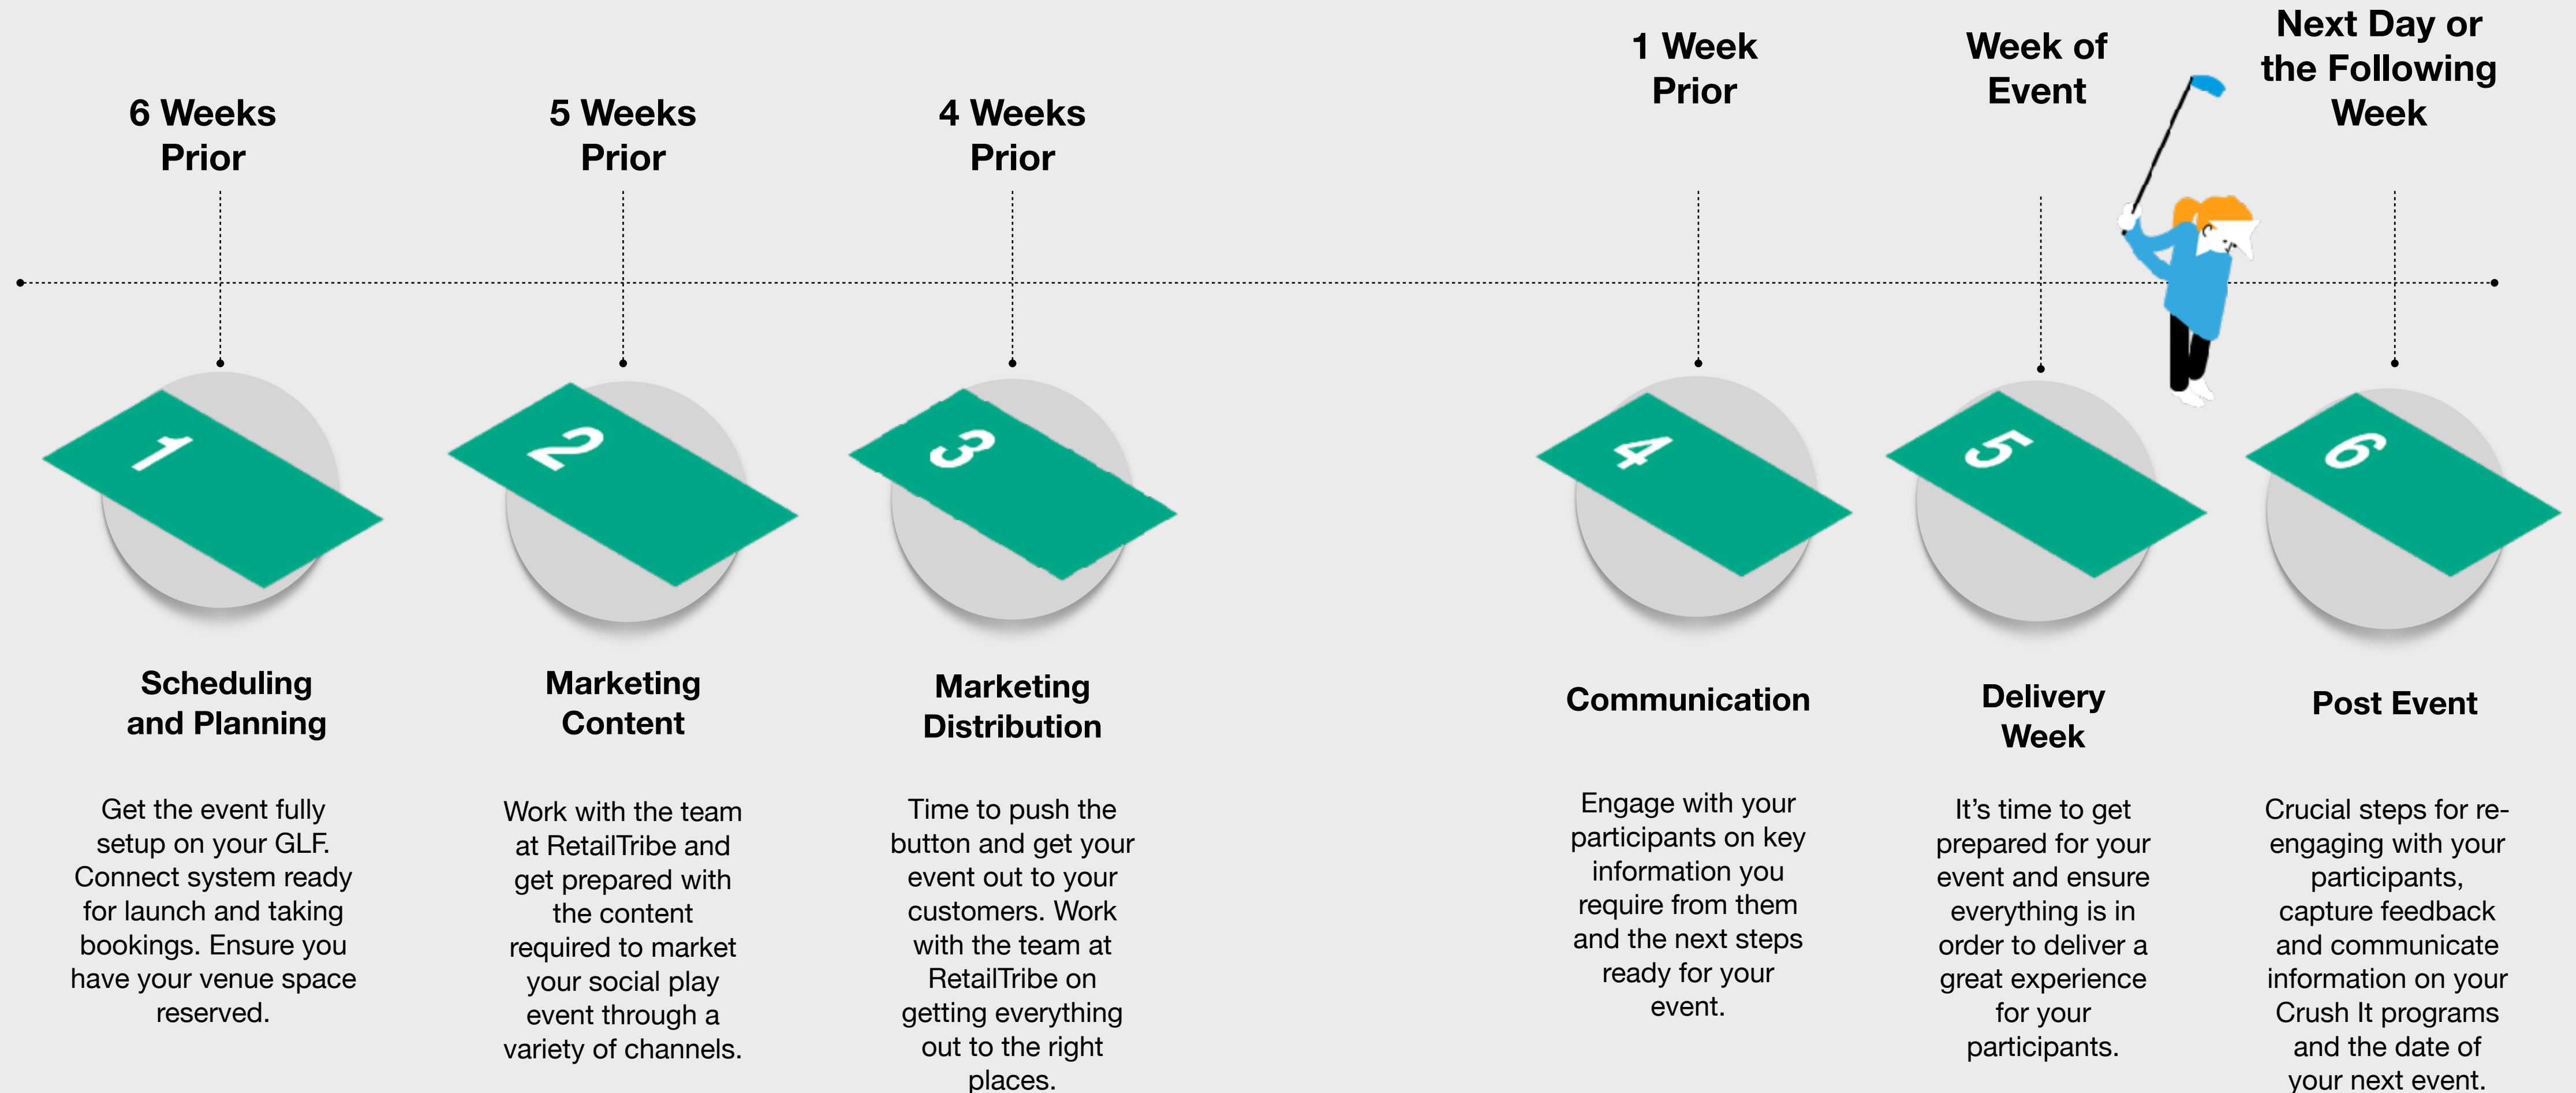 6 Weeks
Prior
5 Weeks
Prior
4 Weeks
Prior
1 Week
Prior
Week of
Event
Next Day or
the Following
Week
1
2
3
4
5
6
Scheduling
and Planning
Get the event fully
setup on your GLF.
Connect system ready
for launch and taking
bookings. Ensure you
have your venue space
reserved.
Marketing
Content
Work with the team
at RetailTribe and
get prepared with
the content
required to market
your social play
event through a
variety of channels.
Marketing
Distribution
Time to push the
button and get your
event out to your
customers. Work
with the team at
RetailTribe on
getting everything
out to the right
places.
Communication
Engage with your
participants on key
information you
require from them
and the next steps
ready for your
event.
Delivery
Week
It’s time to get
prepared for your
event and ensure
everything is in
order to deliver a
great experience
for your
participants.
Post Event
Crucial steps for re-
engaging with your
participants,
capture feedback
and communicate
information on your
Crush It programs
and the date of
your next event.